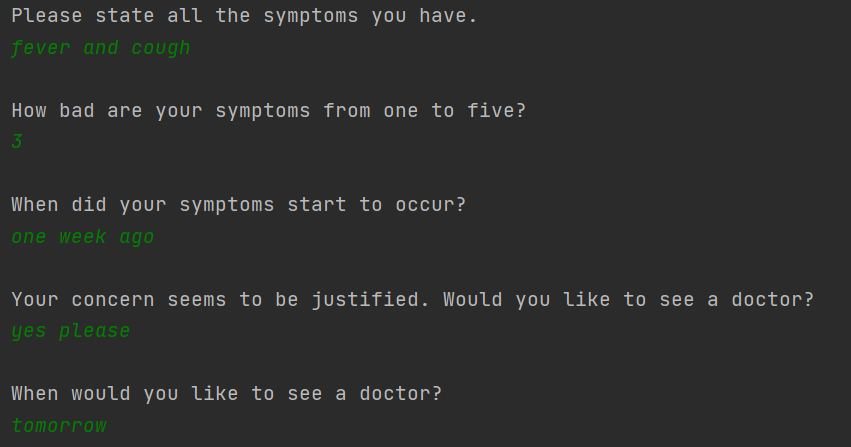 Please state all the symptoms you have.
fever and cough
How bad are your symptoms from one to five?
3
When did your symptoms start to occur?
one week ago
Your concern seems to be justified. Would you like to see a doctor?
yes please
When would you like to see a doctor?
tomorrow